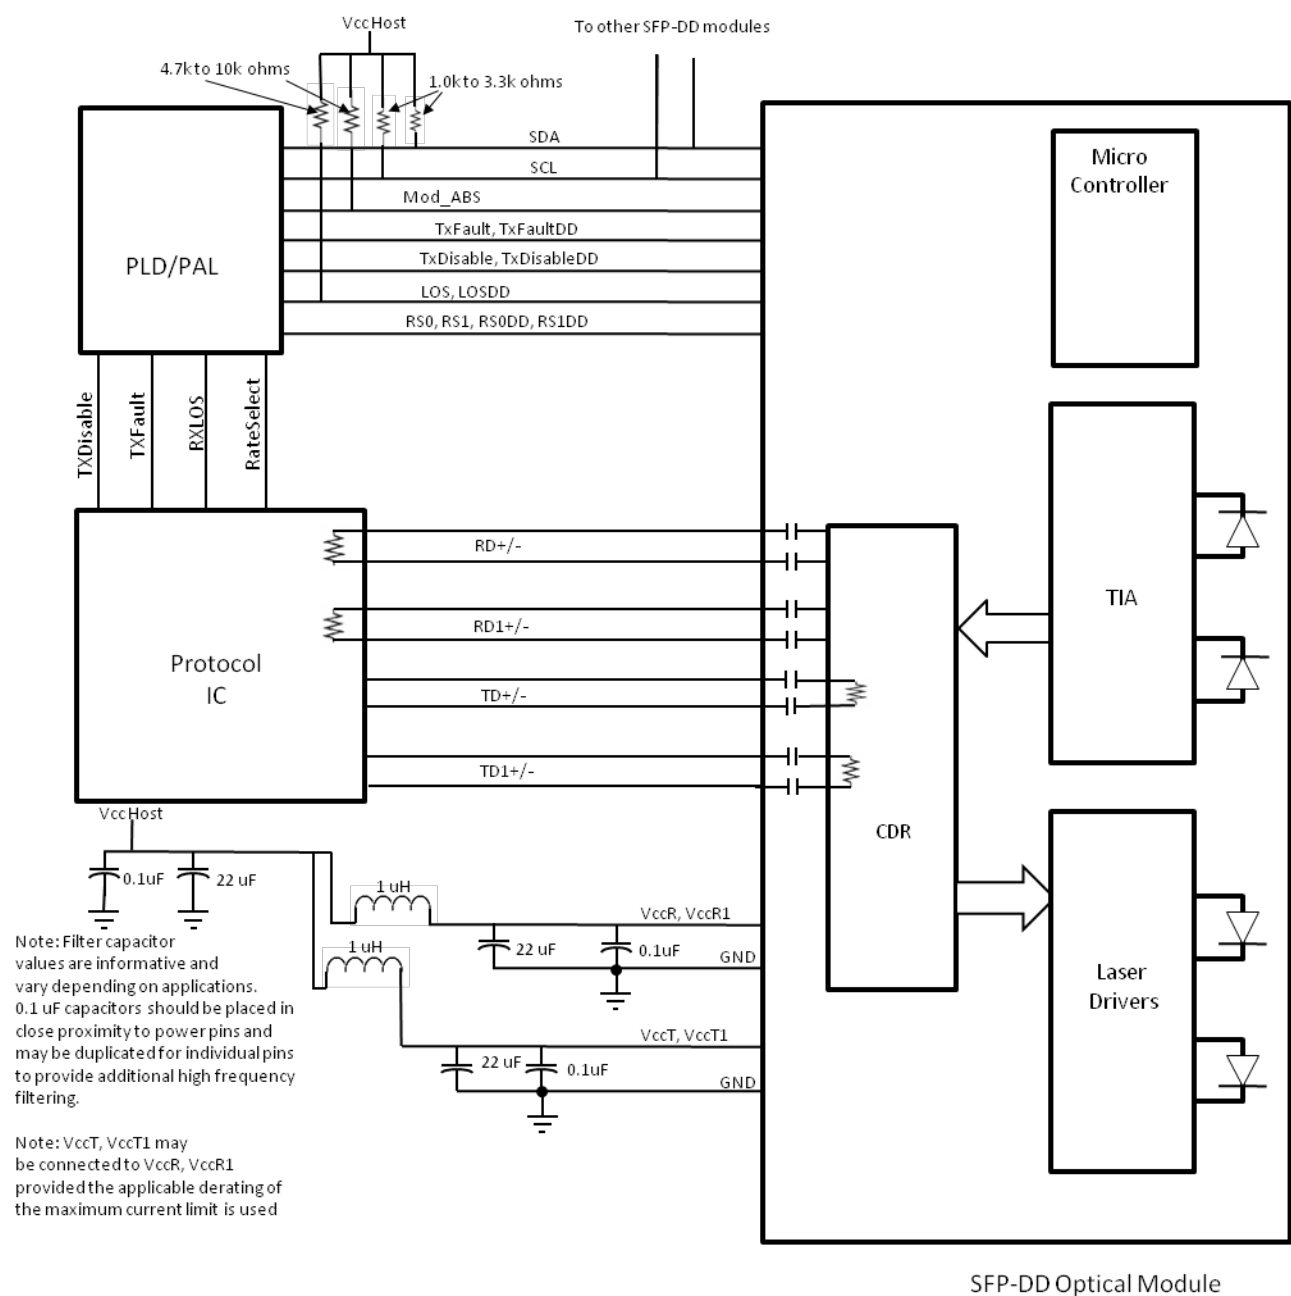 Vcc Host
To other SFP-DD modules
4.7k to 10k ohms
1.0k to 3.3k ohms
SDA
SCL
Mod_ABS
TxFault, TxFaultDD
TxDisable, TxDisableDD
LOS, LOSDD
RS0, RS1, RS0DD, RS1DD
PLD/PAL
Micro
Controller
TXDisable
TXFault
RXLOS
RateSelect
RD+/-
RD1+/-
TD+/-
TD1+/-
Protocol
IC
TIA
CDR
Laser
Drivers
Vcc Host
0.1uF
22 uF
1 uH
VccR, VccR1
22 uF
0.1uF
GND
1 uH
VccT, VccT1
22 uF
0.1uF
GND
Note: Filter capacitor
values are informative and
vary depending on applications.
0.1 uF capacitors should be placed in
close proximity to power pins and
may be duplicated for individual pins
to provide additional high frequency
filtering.
Note: VccT, VccT1 may
be connected to VccR, VccR1
provided the applicable derating of
the maximum current limit is used
SFP-DD Optical Module